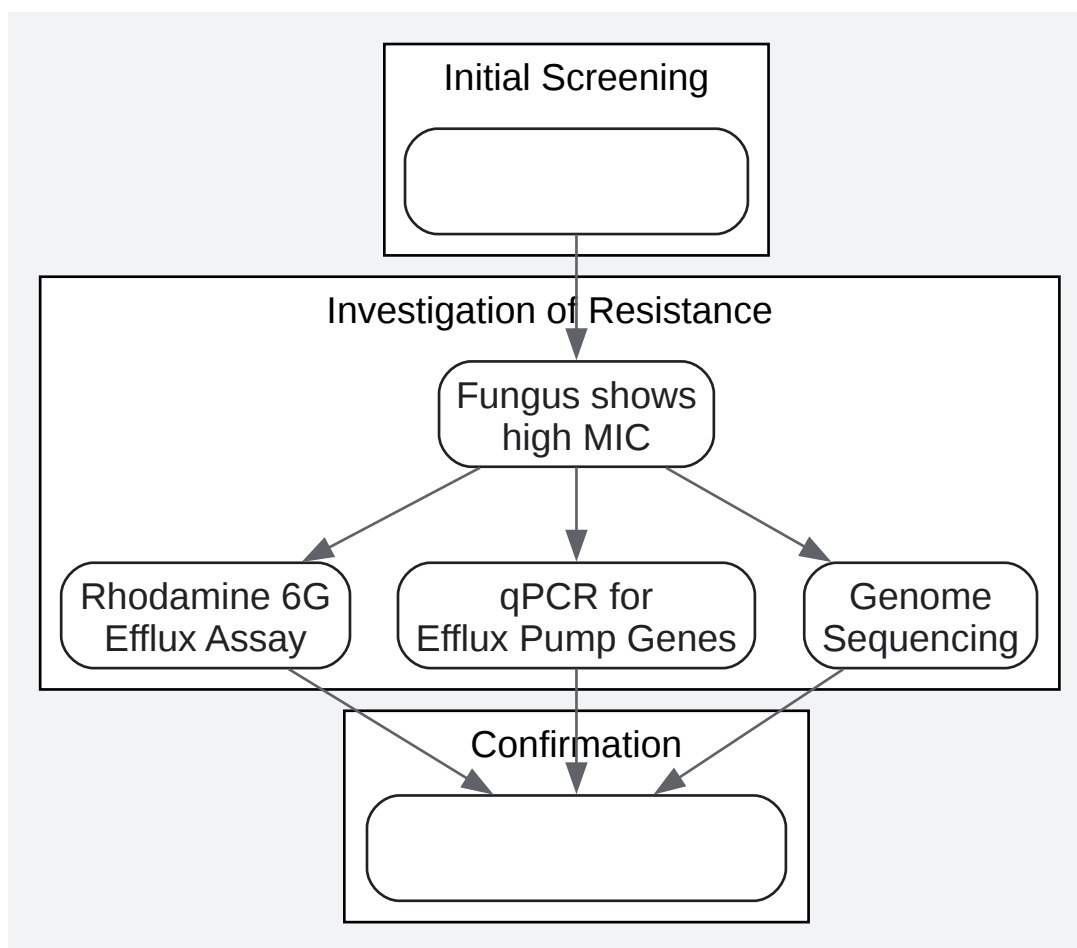 Initial Screening
Investigation of Resistance
Fungus shows
high MIC
Rhodamine 6G
Efflux Assay
qPCR for
Efflux Pump Genes
Genome
Sequencing
Confirmation